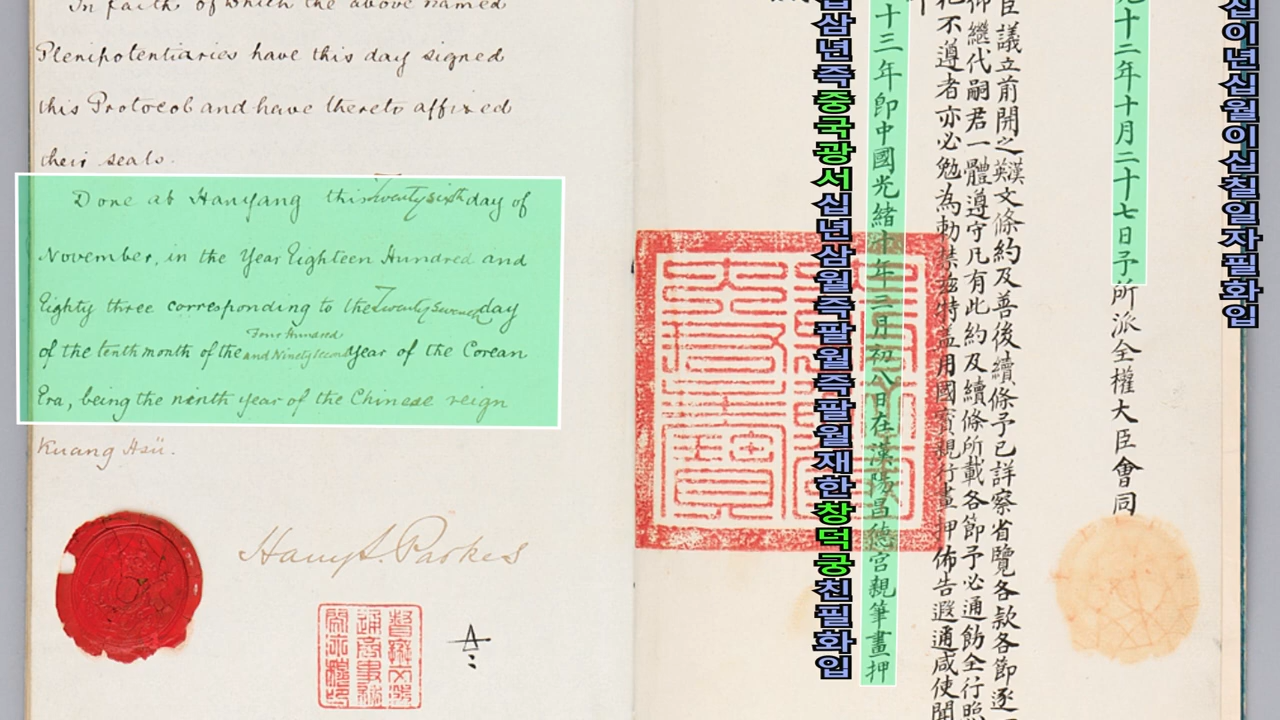 In faith of which the above named
Plenipotentiaries have this day signed
this Protocol and have thereto affixed
their seals.
Done at Hanyang this Twenty sixth day of
November, in the Year Eighteen Hundred and
Eighty three corresponding to the Twenty seventh day
of the tenth month of the Four Hundred and Ninety second Year of the Corean
Era, being the ninth year of the Chinese reign
Kuang Hsü.
Harry S. Parkes
십이년십월이십칠일자필화입
十二年十月二十七日予所派全權大臣會同
臣議立前開之漢英文條約及善後續條予已詳察省覽各款各節逐
仰繼代嗣君一體遵守凡有此約及續條所載各節予必通飭全行照
不遵者亦必勉為勅禁茲特盖用國寶親行畫押佈告遐邇咸使聞
十三年即中國光緒十年三月初八日在漢陽昌德宮親筆畫押
삼년즉중국광서십년삼월즉팔월즉팔월재한창덕궁친필화입